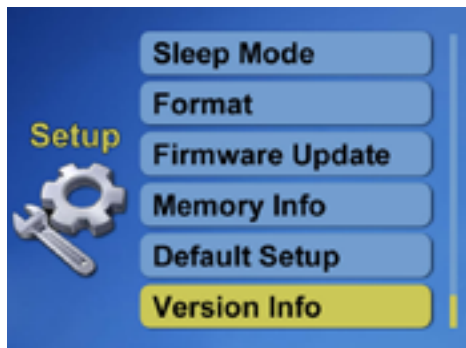 Sleep Mode
Format
Setup
Firmware Update
Memory Info
Default Setup
Version Info